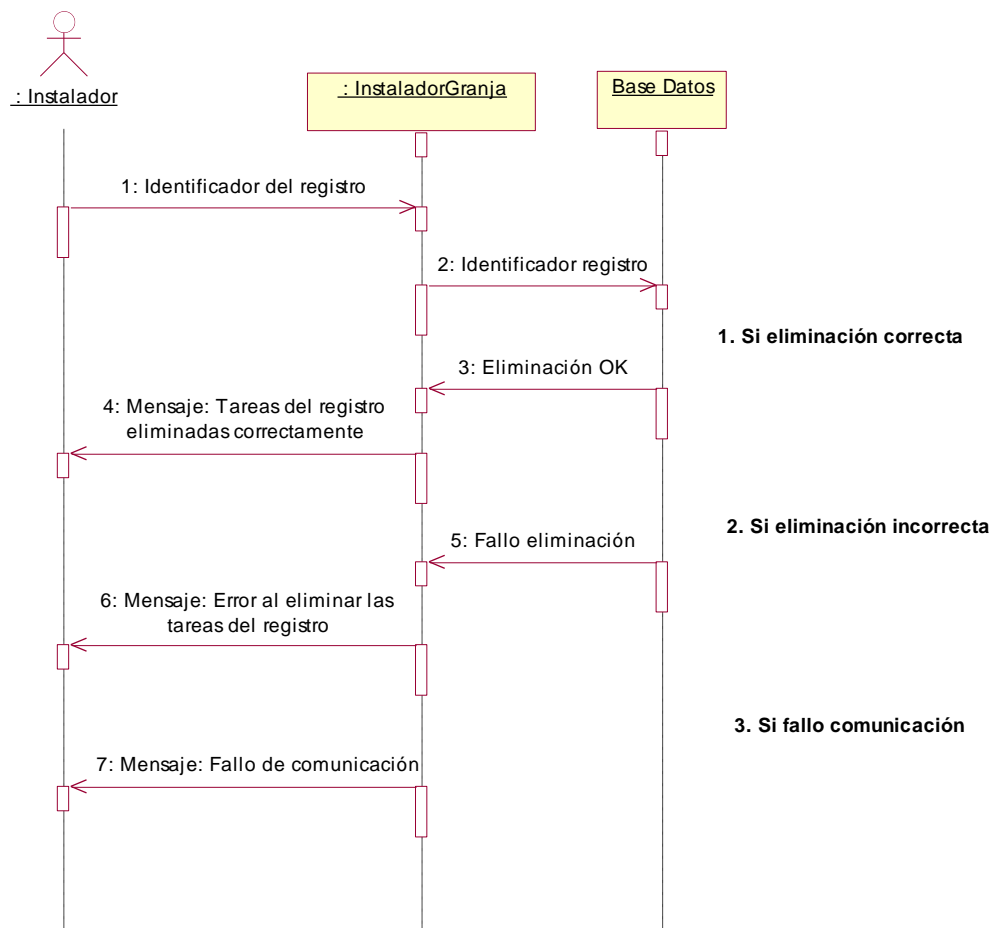 : Instalador
: InstaladorGranja
Base Datos
1: Identificador del registro
2: Identificador registro
1. Si eliminación correcta
3: Eliminación OK
4: Mensaje: Tareas del registro
eliminadas correctamente
2. Si eliminación incorrecta
5: Fallo eliminación
6: Mensaje: Error al eliminar las
tareas del registro
3. Si fallo comunicación
7: Mensaje: Fallo de comunicación